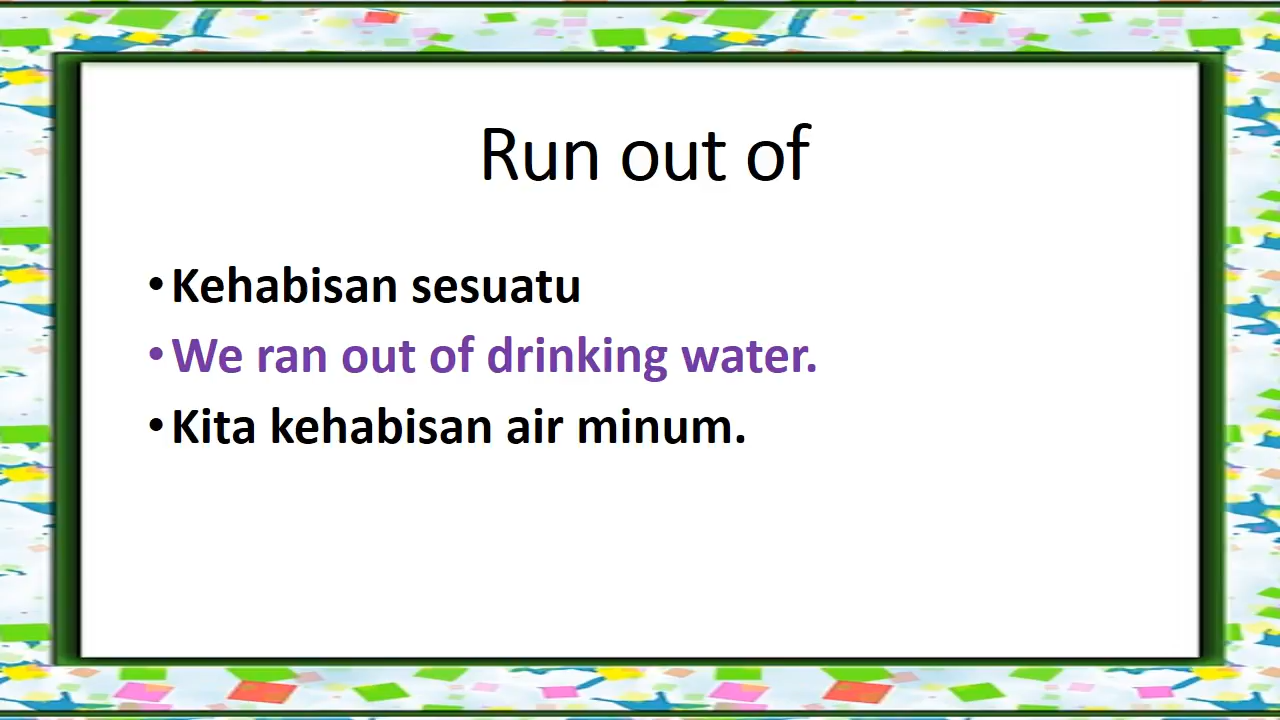 Run out of
• Kehabisan sesuatu
• We ran out of drinking water.
• Kita kehabisan air minum.